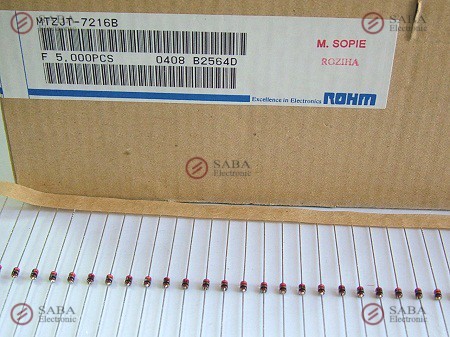 MTZJT-7216B
F 5,000PCS 0408 B2564D
M. SOPIE
ROZIHA
Excellence in Electronics ROHM
SABA
Electronic
SABA
Electronic
SABA
Electronic
SABA
Electronic
SABA
Electronic